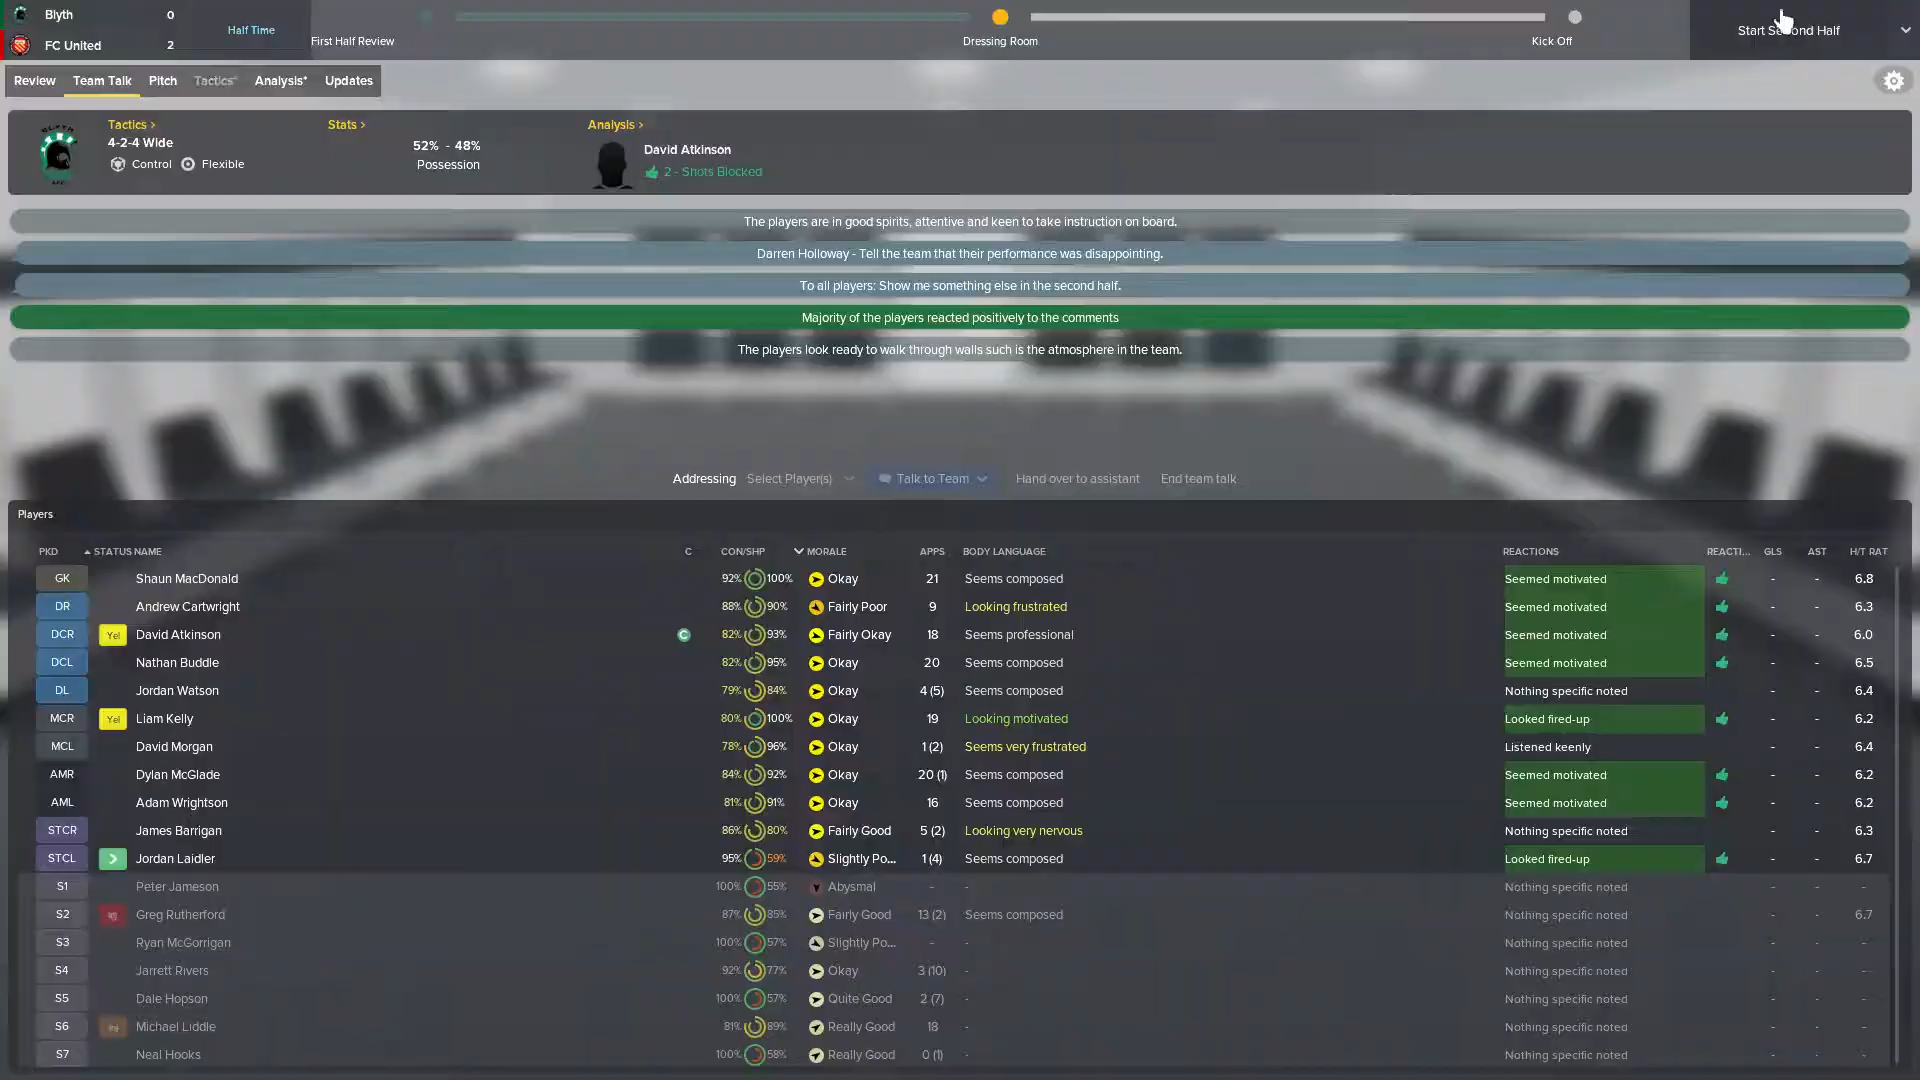 Blyth 0
FC United 2
Half Time
First Half Review
Dressing Room
Kick Off
Start Second Half
Review Team Talk Pitch Tactics* Analysis* Updates
Tactics >
4-2-4 Wide
Control Flexible
Stats >
52% - 48%
Possession
Analysis >
David Atkinson
2 - Shots Blocked
The players are in good spirits, attentive and keen to take instruction on board.
Darren Holloway - Tell the team that their performance was disappointing.
To all players: Show me something else in the second half.
Majority of the players reacted positively to the comments
The players look ready to walk through walls such is the atmosphere in the team.
Addressing Select Player(s) Talk to Team Hand over to assistant End team talk
Players
PKD STATUS NAME C CON/SHP MORALE APPS BODY LANGUAGE REACTIONS REACTI... GLS AST H/T RAT
GK Shaun MacDonald 92% 100% Okay 21 Seems composed Seemed motivated - - 6.8
DR Andrew Cartwright 88% 90% Fairly Poor 9 Looking frustrated Seemed motivated - - 6.3
DCR Yel David Atkinson C 82% 93% Fairly Okay 18 Seems professional Seemed motivated - - 6.0
DCL Nathan Buddle 82% 95% Okay 20 Seems composed Seemed motivated - - 6.5
DL Jordan Watson 79% 84% Okay 4 (5) Seems composed Nothing specific noted - - 6.4
MCR Yel Liam Kelly 80% 100% Okay 19 Looking motivated Looked fired-up - - 6.2
MCL David Morgan 78% 96% Okay 1 (2) Seems very frustrated Listened keenly - - 6.4
AMR Dylan McGlade 84% 92% Okay 20 (1) Seems composed Seemed motivated - - 6.2
AML Adam Wrightson 81% 91% Okay 16 Seems composed Seemed motivated - - 6.2
STCR James Barrigan 86% 80% Fairly Good 5 (2) Looking very nervous Nothing specific noted - - 6.3
STCL Jordan Laidler 95% 59% Slightly Po... 1 (4) Seems composed Looked fired-up - - 6.7
S1 Peter Jameson 100% 55% Abysmal - - Nothing specific noted - - -
S2 Greg Rutherford 87% 85% Fairly Good 13 (2) Seems composed Nothing specific noted - - 6.7
S3 Ryan McGorrigan 100% 57% Slightly Po... - - Nothing specific noted - - -
S4 Jarrett Rivers 92% 77% Okay 3 (10) - Nothing specific noted - - -
S5 Dale Hopson 100% 57% Quite Good 2 (7) - Nothing specific noted - - -
S6 Inj Michael Liddle 81% 89% Really Good 18 - Nothing specific noted - - -
S7 Neal Hooks 100% 58% Really Good 0 (1) - Nothing specific noted - - -